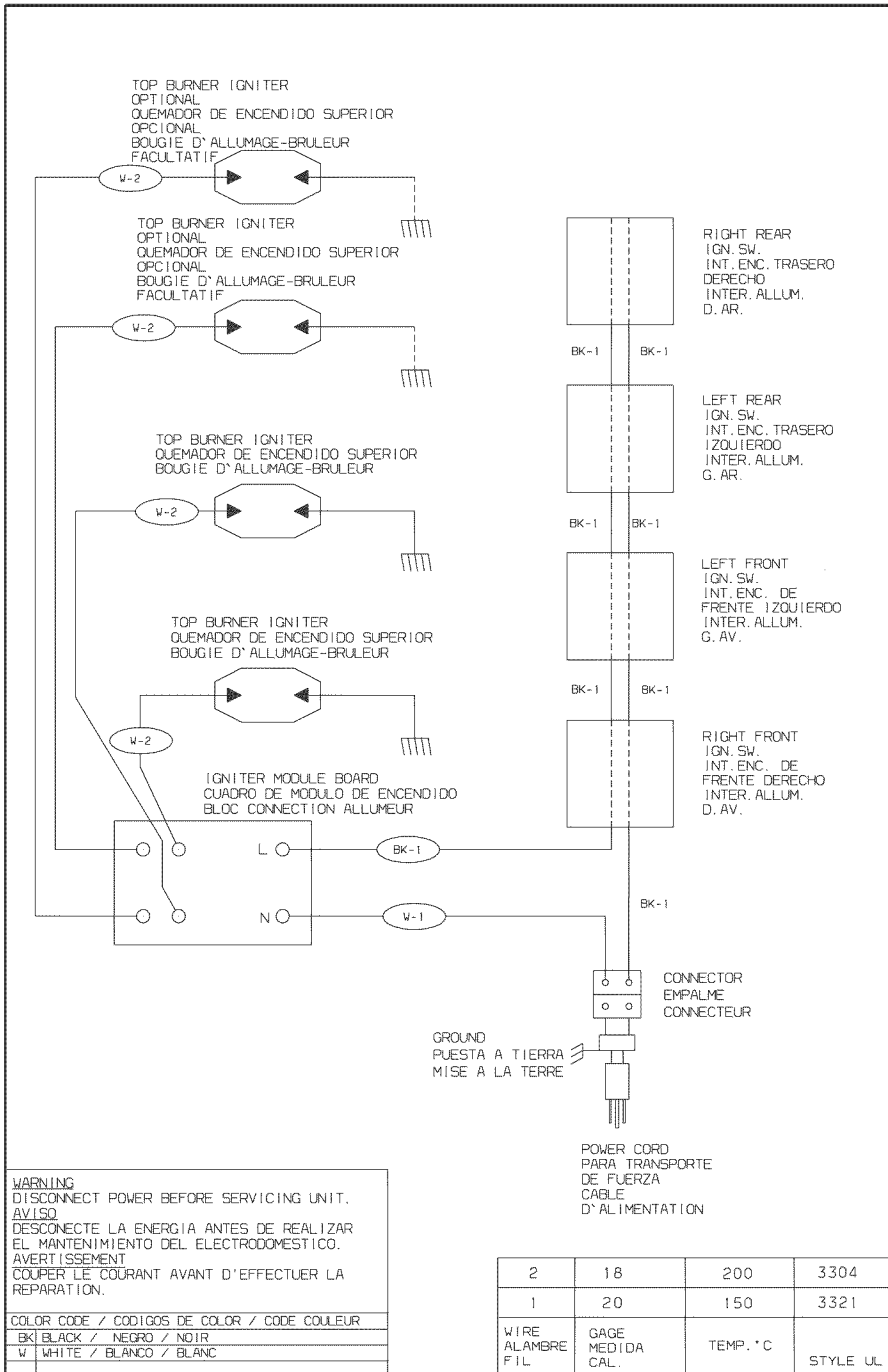 TOP BURNER IGNITER
OPTIONAL
QUEMADOR DE ENCENDIDO SUPERIOR
OPCIONAL
BOUGIE D`ALLUMAGE-BRULEUR
FACULTATIF
W-2
TOP BURNER IGNITER
OPTIONAL
QUEMADOR DE ENCENDIDO SUPERIOR
OPCIONAL
BOUGIE D`ALLUMAGE-BRULEUR
FACULTATIF
W-2
TOP BURNER IGNITER
QUEMADOR DE ENCENDIDO SUPERIOR
BOUGIE D`ALLUMAGE-BRULEUR
W-2
TOP BURNER IGNITER
QUEMADOR DE ENCENDIDO SUPERIOR
BOUGIE D`ALLUMAGE-BRULEUR
W-2
IGNITER MODULE BOARD
CUADRO DE MODULO DE ENCENDIDO
BLOC CONNECTION ALLUMEUR
L
BK-1
N
W-1
RIGHT REAR
IGN.SW.
INT.ENC.TRASERO
DERECHO
INTER.ALLUM.
D.AR.
BK-1 BK-1
LEFT REAR
IGN.SW.
INT.ENC.TRASERO
IZQUIERDO
INTER.ALLUM.
G.AR.
BK-1 BK-1
LEFT FRONT
IGN.SW.
INT.ENC. DE
FRENTE IZQUIERDO
INTER.ALLUM.
G.AV.
BK-1 BK-1
RIGHT FRONT
IGN.SW.
INT.ENC. DE
FRENTE DERECHO
INTER.ALLUM.
D.AV.
BK-1
CONNECTOR
EMPALME
CONNECTEUR
GROUND
PUESTA A TIERRA
MISE A LA TERRE
POWER CORD
PARA TRANSPORTE
DE FUERZA
CABLE
D`ALIMENTATION
WARNING
DISCONNECT POWER BEFORE SERVICING UNIT.
AVISO
DESCONECTE LA ENERGIA ANTES DE REALIZAR
EL MANTENIMIENTO DEL ELECTRODOMESTICO.
AVERTISSEMENT
COUPER LE COURANT AVANT D'EFFECTUER LA
REPARATION.
COLOR CODE / CODIGOS DE COLOR / CODE COULEUR
BK BLACK / NEGRO / NOIR
W WHITE / BLANCO / BLANC
2 18 200 3304
1 20 150 3321
WIRE
ALAMBRE
FIL
GAGE
MEDIDA
CAL.
TEMP.°C
STYLE UL